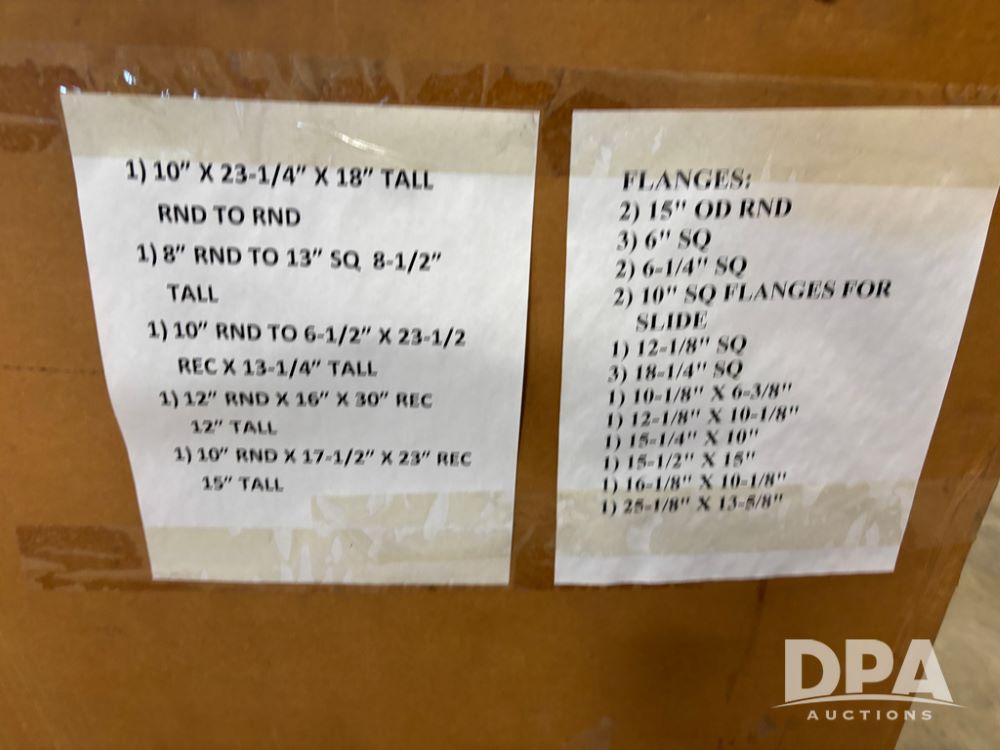 1) 10" X 23-1/4" X 18" TALL
RND TO RND
1) 8" RND TO 13" SQ 8-1/2"
TALL
1) 10" RND TO 6-1/2" X 23-1/2
REC X 13-1/4" TALL
1) 12" RND X 16" X 30" REC
12" TALL
1) 10" RND X 17-1/2" X 23" REC
15" TALL
FLANGES:
2) 15" OD RND
3) 6" SQ
2) 6-1/4" SQ
2) 10" SQ FLANGES FOR
SLIDE
1) 12-1/8" SQ
3) 18-1/4" SQ
1) 10-1/8" X 6-3/8"
1) 12-1/8" X 10-1/8"
1) 15-1/4" X 10"
1) 15-1/2" X 15"
1) 16-1/8" X 10-1/8"
1) 25-1/8" X 13-5/8"
DPA
AUCTIONS